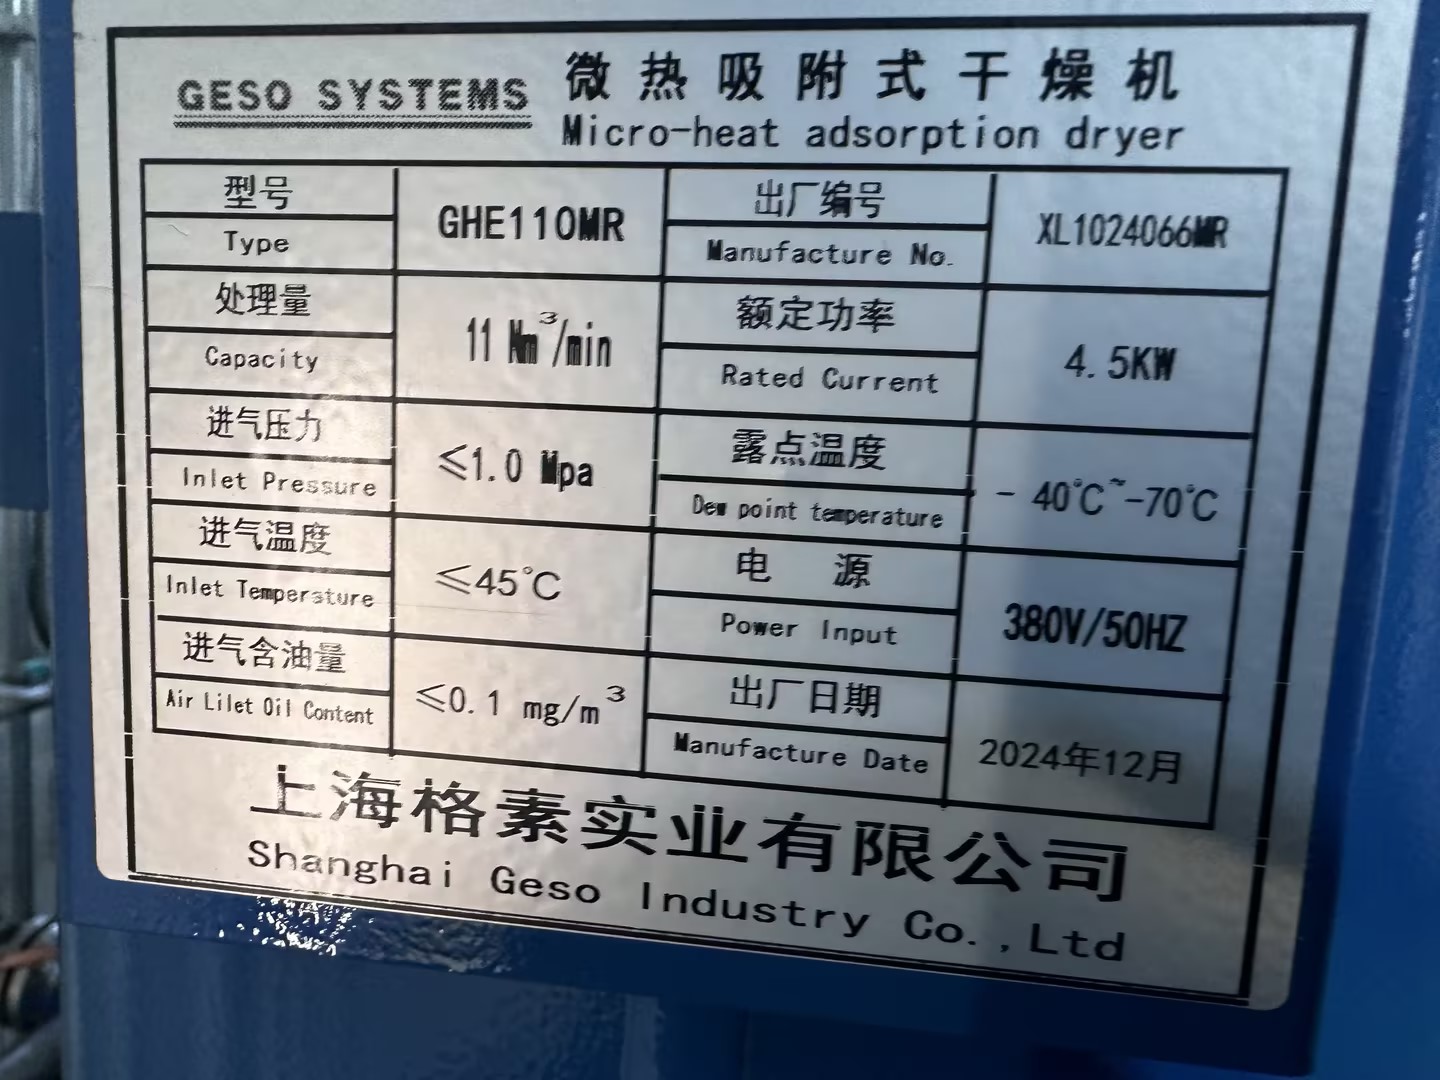 GESO SYSTEMS
微热吸附式干燥机
Micro-heat adsorption dryer
型号
Type
GHE110MR
出厂编号
Manufacture No.
XL1024066MR
处理量
Capacity
11 Nm³/min
额定功率
Rated Current
4.5KW
进气压力
Inlet Pressure
≤1.0 Mpa
露点温度
Dew point temperature
- 40℃~-70℃
进气温度
Inlet Temperature
≤45℃
电 源
Power Input
380V/50HZ
进气含油量
Air Lilet Oil Content
≤0.1 mg/m³
出厂日期
Manufacture Date
2024年12月
上海格素实业有限公司
Shanghai Geso Industry Co.,Ltd